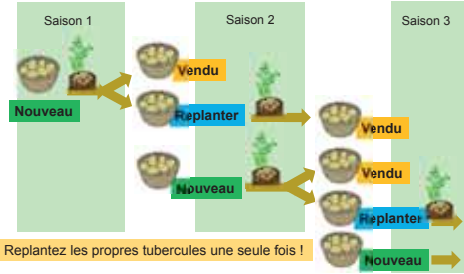 Saison 1
Saison 2
Saison 3
Vendu
Nouveau
Replanter
Vendu
Nouveau
Vendu
Replanter
Replantez les propres tubercules une seule fois !
Nouveau